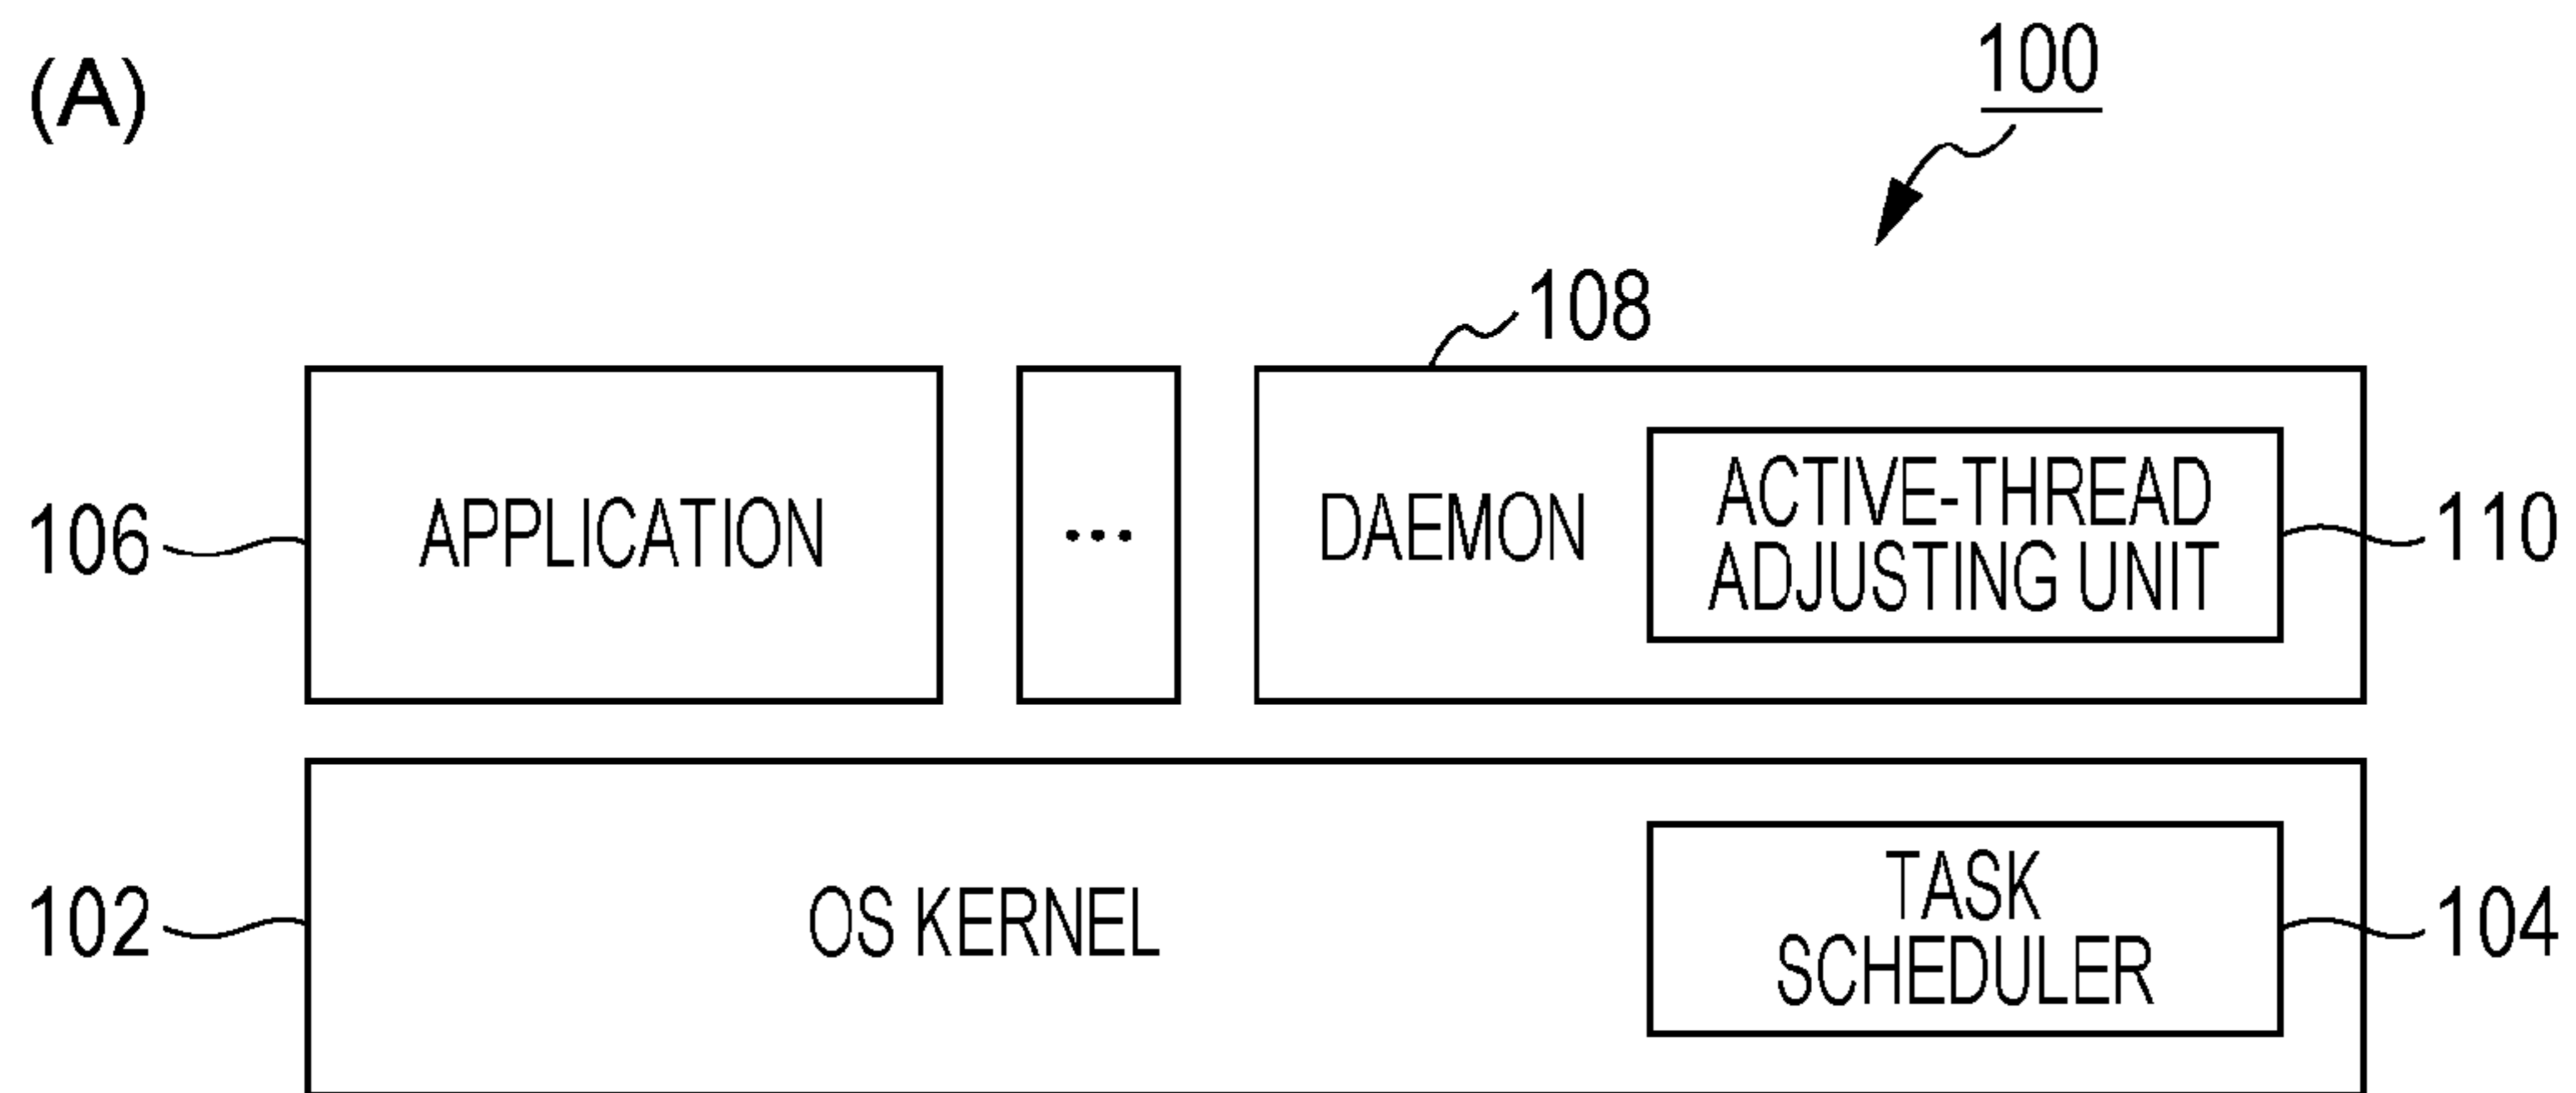 (A)
100
108
106
APPLICATION
...
DAEMON
ACTIVE-THREAD
ADJUSTING UNIT
110
102
OS KERNEL
TASK
SCHEDULER
104